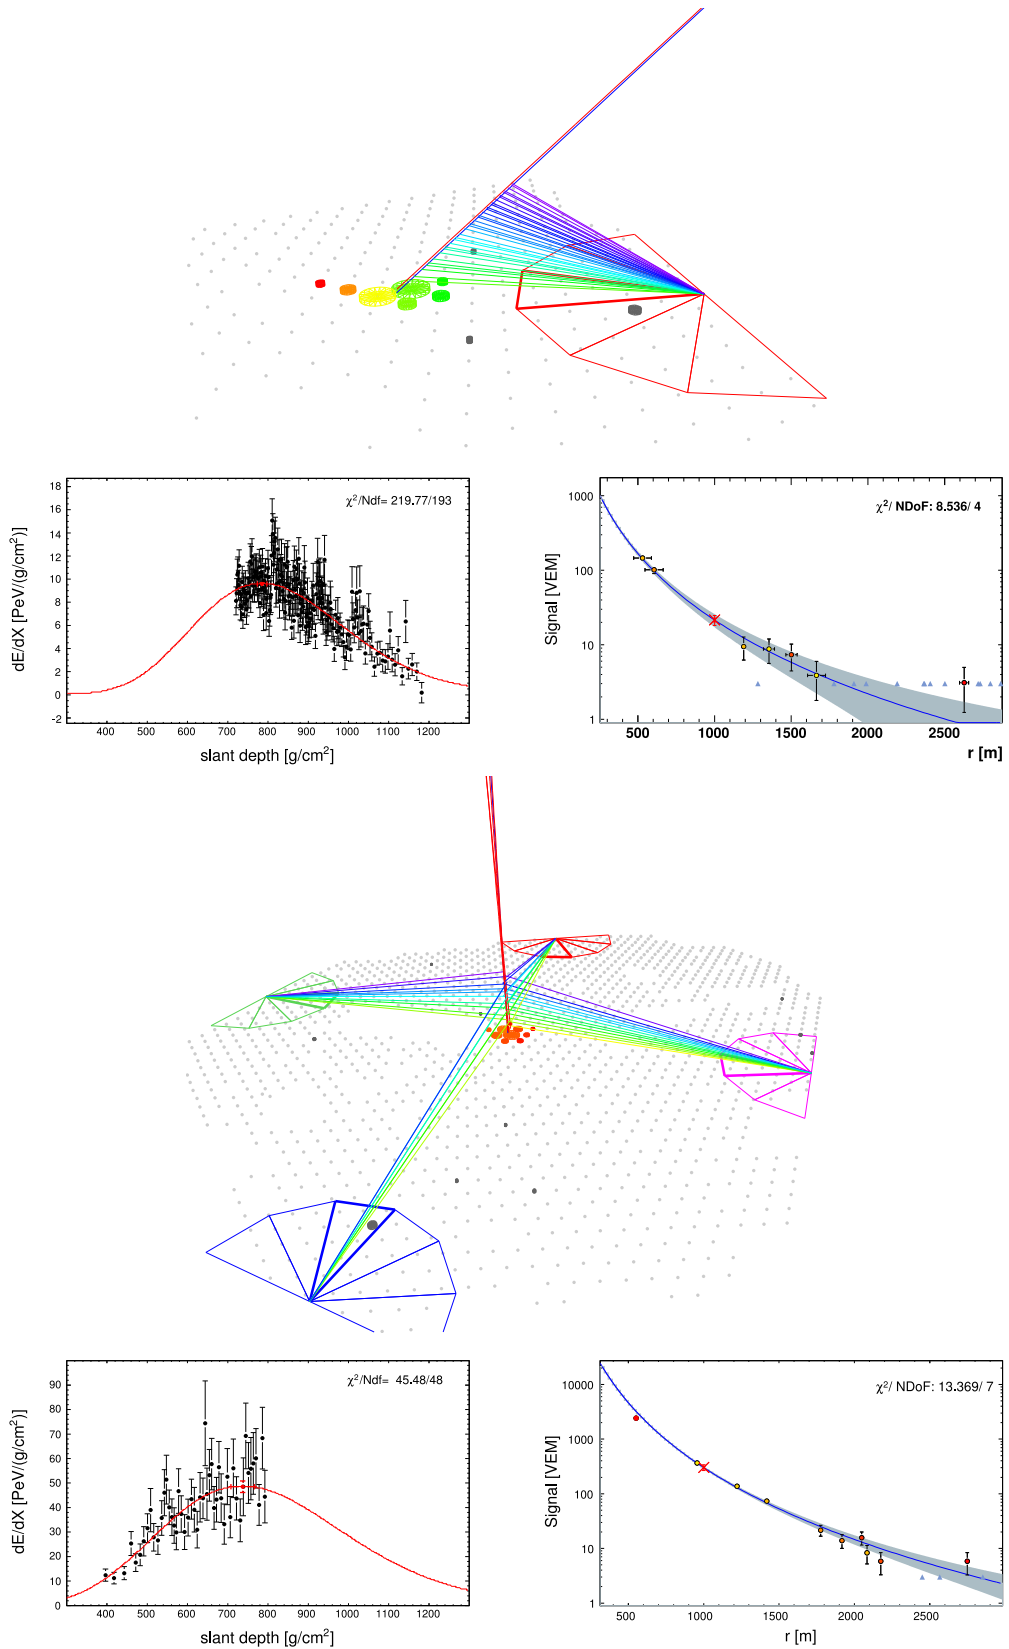 χ²/Ndf= 219.77/193
dE/dX [PeV/(g/cm²)]
18
16
14
12
10
8
6
4
2
0
-2
400 500 600 700 800 900 1000 1100 1200
slant depth [g/cm²]
χ²/ NDoF: 8.536/ 4
Signal [VEM]
1000
100
10
1
500 1000 1500 2000 2500
r [m]
χ²/Ndf= 45.48/48
dE/dX [PeV/(g/cm²)]
90
80
70
60
50
40
30
20
10
0
400 500 600 700 800 900 1000 1100 1200
slant depth [g/cm²]
χ²/ NDoF: 13.369/ 7
Signal [VEM]
10000
1000
100
10
1
500 1000 1500 2000 2500
r [m]